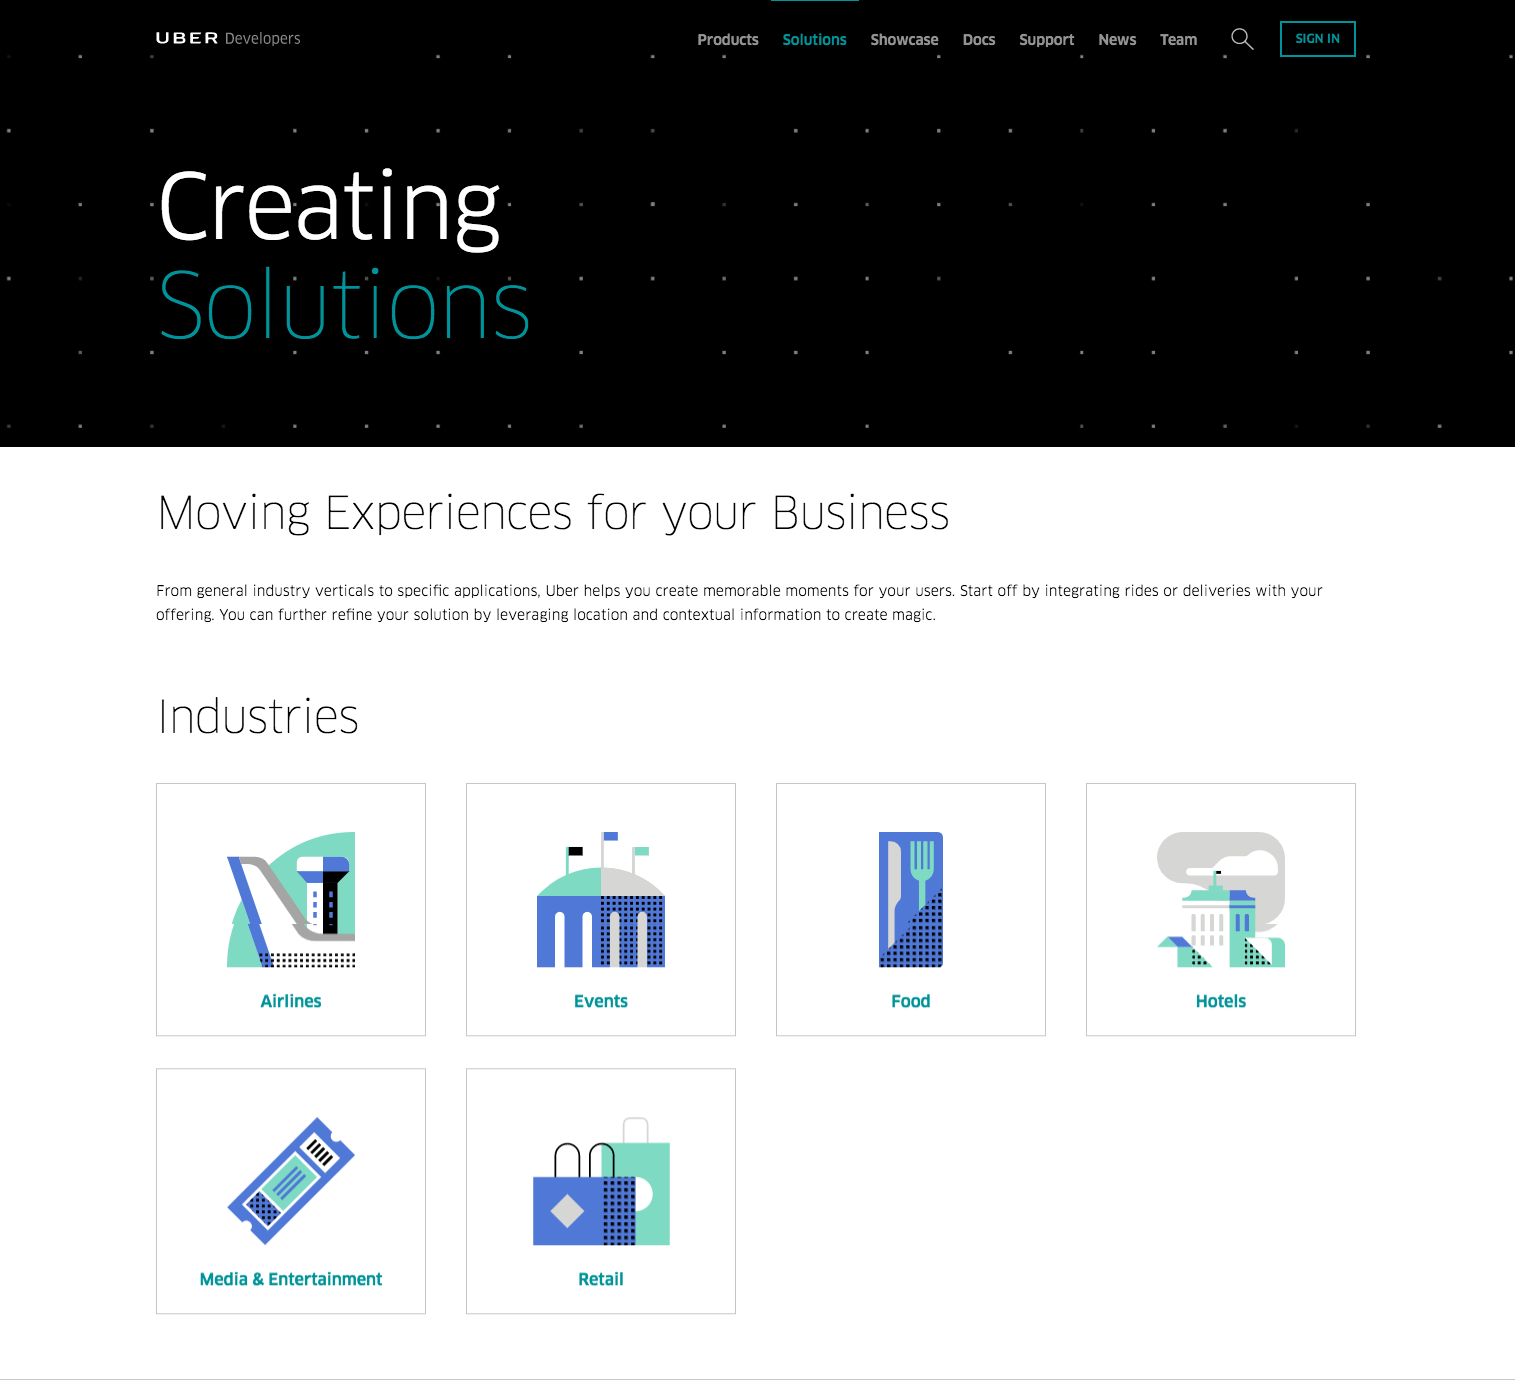 UBER Developers
Products Solutions Showcase Docs Support News Team SIGN IN
Creating
Solutions
Moving Experiences for your Business
From general industry verticals to specific applications, Uber helps you create memorable moments for your users. Start off by integrating rides or deliveries with your
offering. You can further refine your solution by leveraging location and contextual information to create magic.
Industries
Airlines
Events
Food
Hotels
Media & Entertainment
Retail